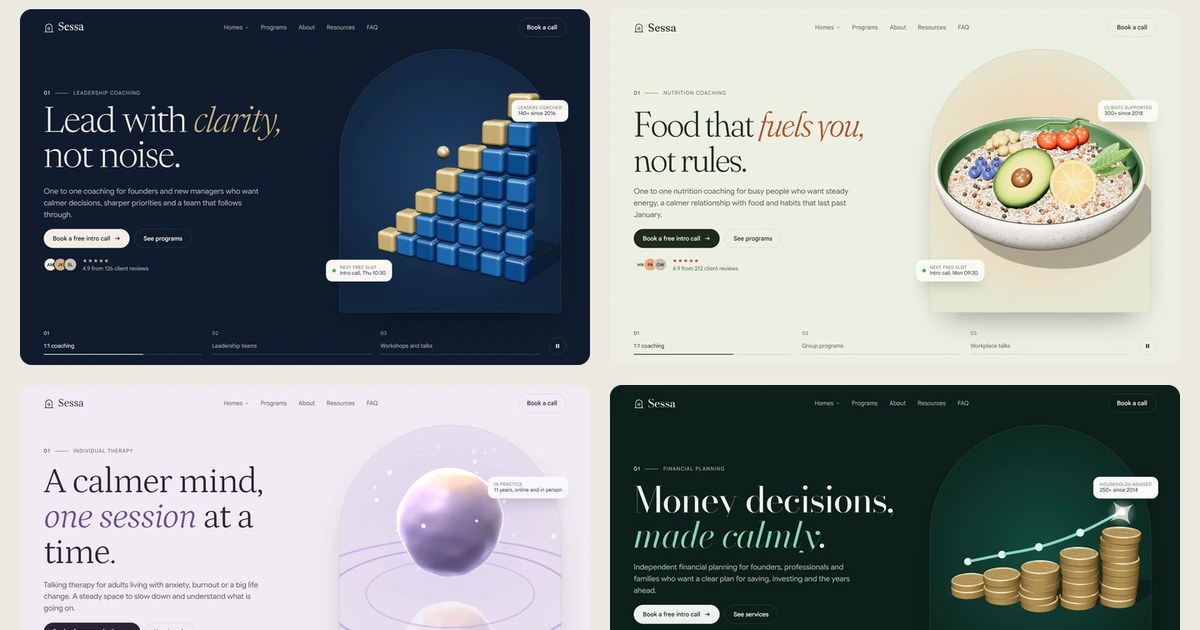 Sessa
Homes Programs About Resources FAQ
Book a call
01 LEADERSHIP COACHING
Lead with clarity,
not noise.
One to one coaching for founders and new managers who want
calmer decisions, sharper priorities and a team that follows
through.
Book a free intro call → See programs
AM JK SL
★★★★★
4.9 from 126 client reviews
LEADERS COACHED
140+ since 2016
NEXT FREE SLOT
Intro call, Thu 10:30
01
1:1 coaching
02
Leadership teams
03
Workshops and talks
Sessa
Homes Programs About Resources FAQ
Book a call
01 NUTRITION COACHING
Food that fuels you,
not rules.
One to one nutrition coaching for busy people who want steady
energy, a calmer relationship with food and habits that last past
January.
Book a free intro call → See programs
★★★★★
4.9 from 212 client reviews
CLIENTS SUPPORTED
300+ since 2018
NEXT FREE SLOT
Intro call, Mon 09:30
01
1:1 coaching
02
Group programs
03
Workplace talks
Sessa
Homes Programs About Resources FAQ
Book a call
01 INDIVIDUAL THERAPY
A calmer mind,
one session at a
time.
Talking therapy for adults living with anxiety, burnout or a big life
change. A steady space to slow down and understand what is
going on.
IN PRACTICE
11 years, online and in person
Sessa
Homes Programs About Resources FAQ
Book a call
01 FINANCIAL PLANNING
Money decisions,
made calmly.
Independent financial planning for founders, professionals and
families who want a clear plan for saving, investing and the years
ahead.
Book a free intro call → See services
HOUSEHOLDS ADVISED
250+ since 2014